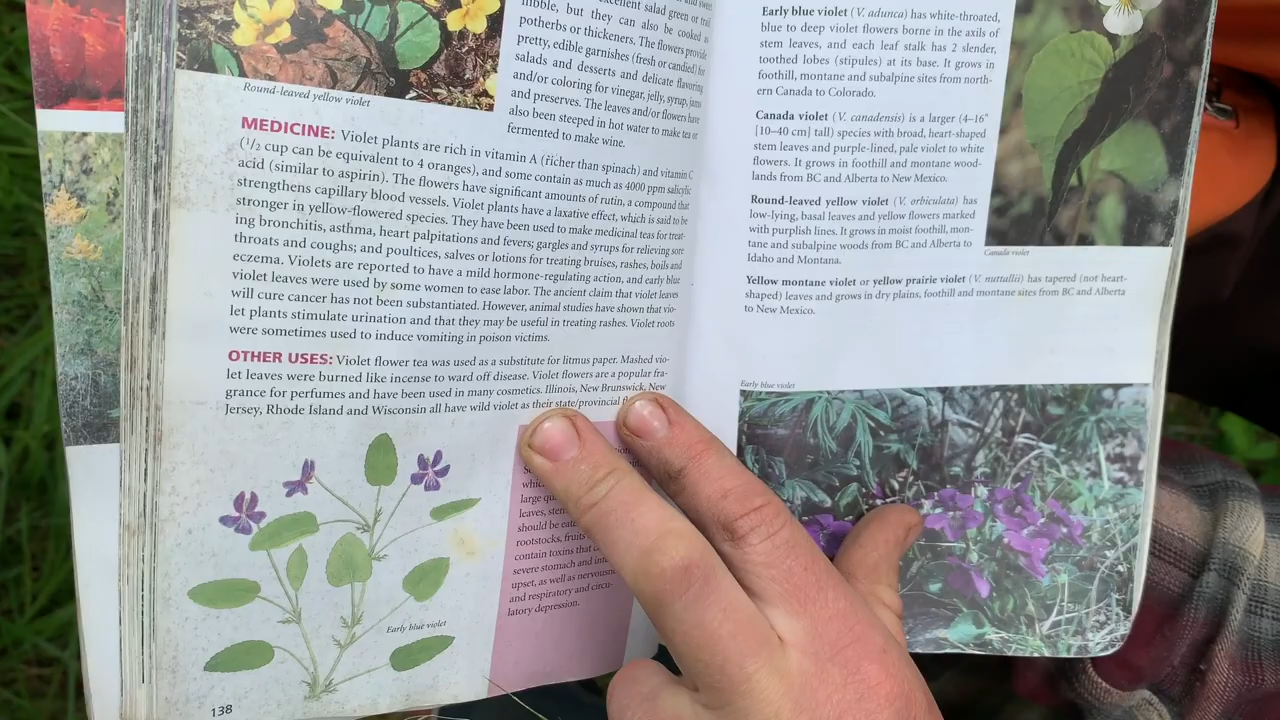 excellent salad green or trail
nibble, but they can also be cooked as
potherbs or thickeners. The flowers provide
pretty, edible garnishes (fresh or candied) for
salads and desserts and delicate flavoring
and/or coloring for vinegar, jelly, syrup, jams
and preserves. The leaves and/or flowers have
also been steeped in hot water to make tea or
fermented to make wine.
Round-leaved yellow violet
MEDICINE: Violet plants are rich in vitamin A (richer than spinach) and vitamin C
(1/2 cup can be equivalent to 4 oranges), and some contain as much as 4000 ppm salicylic
acid (similar to aspirin). The flowers have significant amounts of rutin, a compound that
strengthens capillary blood vessels. Violet plants have a laxative effect, which is said to be
stronger in yellow-flowered species. They have been used to make medicinal teas for treat-
ing bronchitis, asthma, heart palpitations and fevers; gargles and syrups for relieving sore
throats and coughs; and poultices, salves or lotions for treating bruises, rashes, boils and
eczema. Violets are reported to have a mild hormone-regulating action, and early blue
violet leaves were used by some women to ease labor. The ancient claim that violet leaves
will cure cancer has not been substantiated. However, animal studies have shown that vio-
let plants stimulate urination and that they may be useful in treating rashes. Violet roots
were sometimes used to induce vomiting in poison victims.
OTHER USES: Violet flower tea was used as a substitute for litmus paper. Mashed vio-
let leaves were burned like incense to ward off disease. Violet flowers are a popular fra-
grance for perfumes and have been used in many cosmetics. Illinois, New Brunswick, New
Jersey, Rhode Island and Wisconsin all have wild violet as their state/provincial
which
large
leaves,
should be
rootstocks, fruits
contain toxins that
severe stomach and
upset, as well as
and respiratory and circu-
latory depression.
Early blue violet
138
Early blue violet (V. adunca) has white-throated,
blue to deep violet flowers borne in the axils of
stem leaves, and each leaf stalk has 2 slender,
toothed lobes (stipules) at its base. It grows in
foothill, montane and subalpine sites from north-
ern Canada to Colorado.
Canada violet (V. canadensis) is a larger (4–16"
[10–40 cm] tall) species with broad, heart-shaped
stem leaves and purple-lined, pale violet to white
flowers. It grows in foothill and montane wood-
lands from BC and Alberta to New Mexico.
Round-leaved yellow violet (V. orbiculata) has
low-lying, basal leaves and yellow flowers marked
with purplish lines. It grows in moist foothill, mon-
tane and subalpine woods from BC and Alberta to
Idaho and Montana.
Canada violet
Yellow montane violet or yellow prairie violet (V. nuttallii) has tapered (not heart-
shaped) leaves and grows in dry plains, foothill and montane sites from BC and Alberta
to New Mexico.
Early blue violet